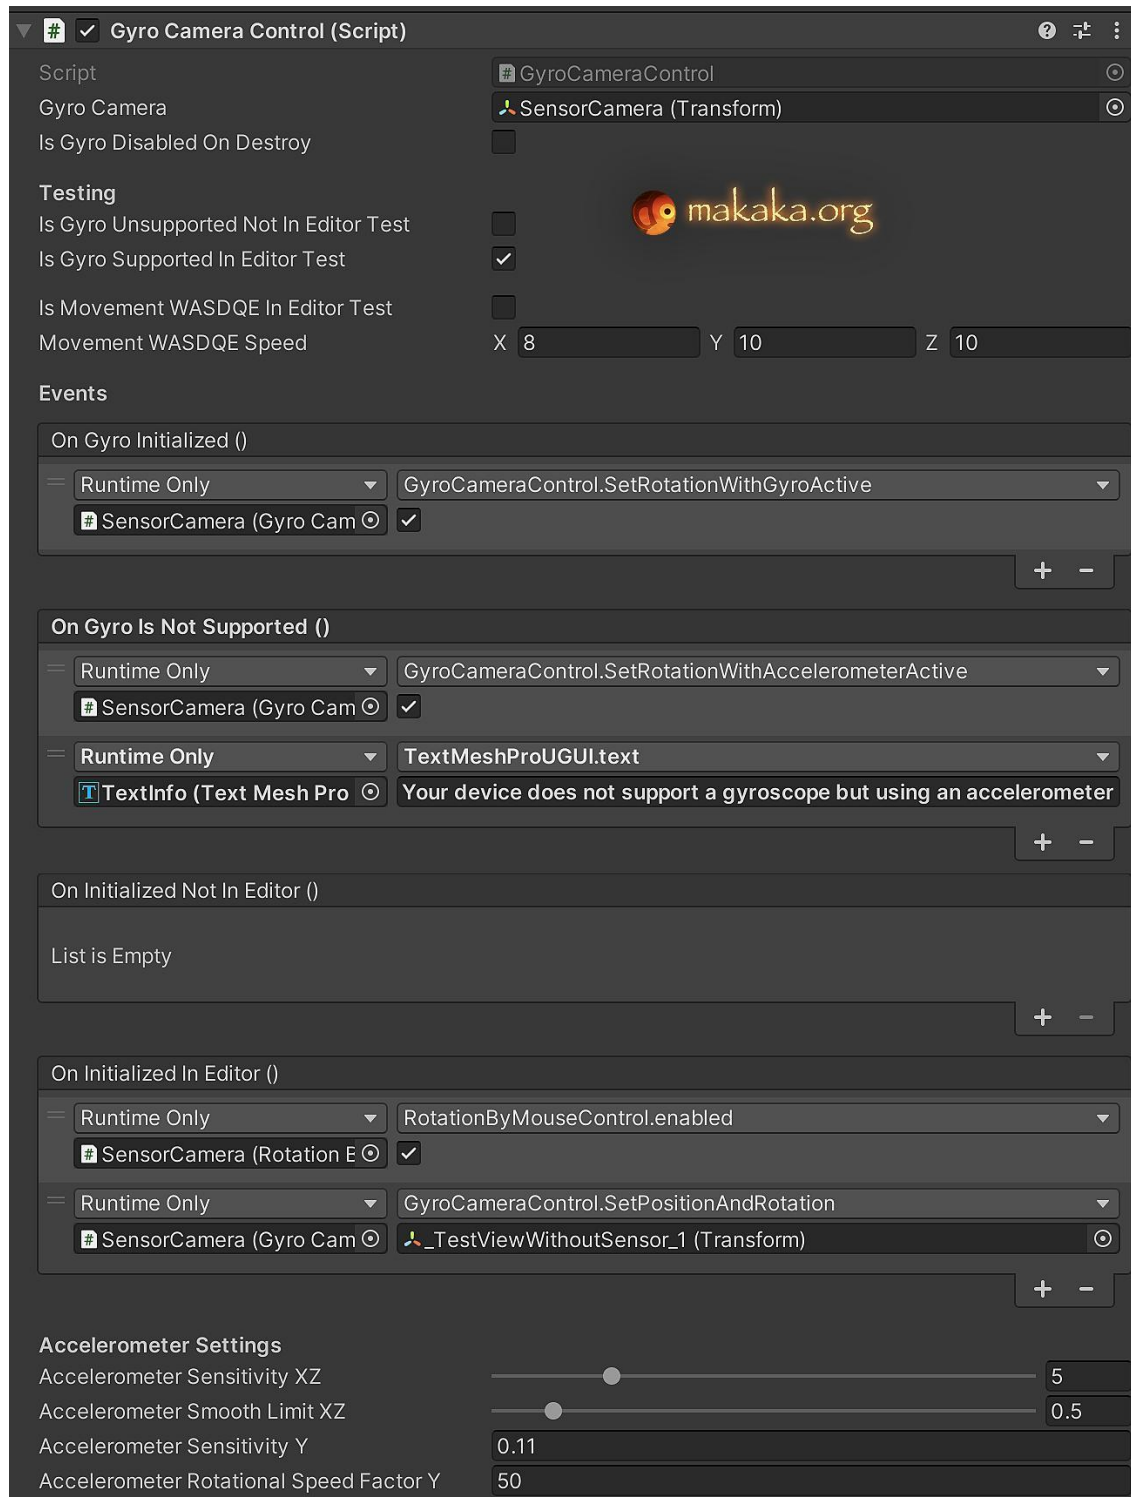 Gyro Camera Control (Script)
Script GyroCameraControl
Gyro Camera SensorCamera (Transform)
Is Gyro Disabled On Destroy
Testing
makaka.org
Is Gyro Unsupported Not In Editor Test
Is Gyro Supported In Editor Test
Is Movement WASDQE In Editor Test
Movement WASDQE Speed X 8 Y 10 Z 10
Events
On Gyro Initialized ()
Runtime Only GyroCameraControl.SetRotationWithGyroActive
# SensorCamera (Gyro Cam
On Gyro Is Not Supported ()
Runtime Only GyroCameraControl.SetRotationWithAccelerometerActive
# SensorCamera (Gyro Cam
Runtime Only TextMeshProUGUI.text
TextInfo (Text Mesh Pro Your device does not support a gyroscope but using an accelerometer
On Initialized Not In Editor ()
List is Empty
On Initialized In Editor ()
Runtime Only RotationByMouseControl.enabled
# SensorCamera (Rotation B
Runtime Only GyroCameraControl.SetPositionAndRotation
# SensorCamera (Gyro Cam _TestViewWithoutSensor_1 (Transform)
Accelerometer Settings
Accelerometer Sensitivity XZ 5
Accelerometer Smooth Limit XZ 0.5
Accelerometer Sensitivity Y 0.11
Accelerometer Rotational Speed Factor Y 50